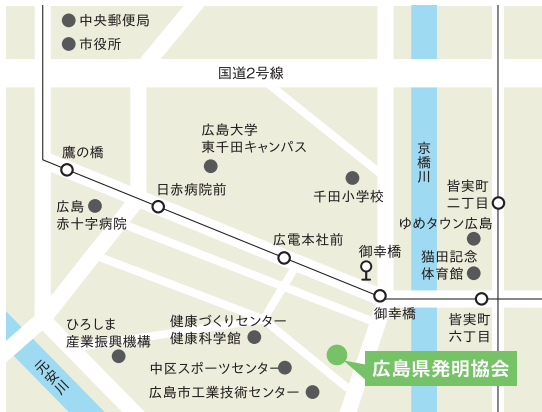 中央郵便局
市役所
国道2号線
広島大学
東千田キャンパス
鷹の橋
日赤病院前
千田小学校
京橋川
皆実町
二丁目
広島
赤十字病院
ゆめタウン広島
広電本社前
御幸橋
猫田記念
体育館
御幸橋
皆実町
六丁目
ひろしま
産業振興機構
健康づくりセンター
健康科学館
元安川
中区スポーツセンター
広島県発明協会
広島市工業技術センター